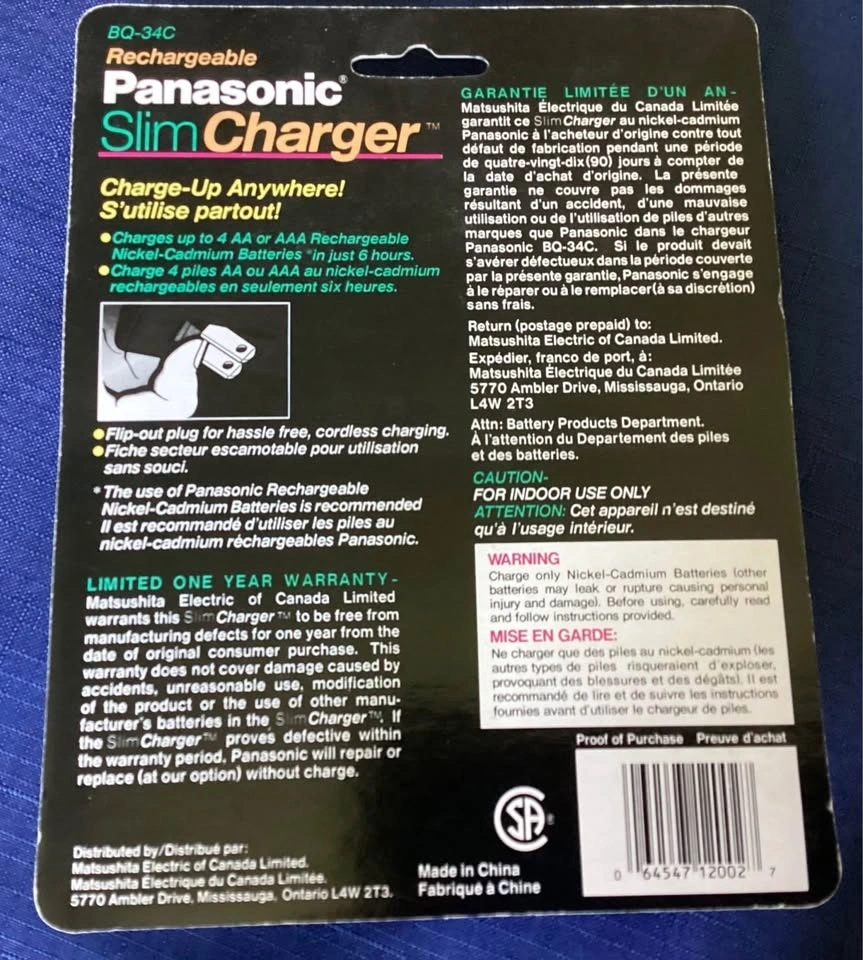 BQ-34C
Rechargeable
Panasonic®
SlimCharger™
Charge-Up Anywhere!
S'utilise partout!
●Charges up to 4 AA or AAA Rechargeable
Nickel-Cadmium Batteries *in just 6 hours.
●Charge 4 piles AA ou AAA au nickel-cadmium
rechargeables en seulement six heures.
●Flip-out plug for hassle free, cordless charging.
●Fiche secteur escamotable pour utilisation
sans souci.
*The use of Panasonic Rechargeable
Nickel-Cadmium Batteries is recommended
Il est recommandé d'utiliser les piles au
nickel-cadmium réchargeables Panasonic.
LIMITED ONE YEAR WARRANTY-
Matsushita Electric of Canada Limited
warrants this SlimCharger™ to be free from
manufacturing defects for one year from the
date of original consumer purchase. This
warranty does not cover damage caused by
accidents, unreasonable use, modification
of the product or the use of other manu-
facturer's batteries in the SlimCharger™. If
the SlimCharger™ proves defective within
the warranty period, Panasonic will repair or
replace (at our option) without charge.
Distributed by/Distribué par:
Matsushita Electric of Canada Limited.
Matsushita Électrique du Canada Limitée.
5770 Ambler Drive, Mississauga, Ontario L4W 2T3.
GARANTIE LIMITÉE D'UN AN-
Matsushita Électrique du Canada Limitée
garantit ce SlimCharger au nickel-cadmium
Panasonic à l'acheteur d'origine contre tout
défaut de fabrication pendant une période
de quatre-vingt-dix(90) jours à compter de
la date d'achat d'origine. La présente
garantie ne couvre pas les dommages
résultant d'un accident, d'une mauvaise
utilisation ou de l'utilisation de piles d'autres
marques que Panasonic dans le chargeur
Panasonic BQ-34C. Si le produit devait
s'avérer défectueux dans la période couverte
par la présente garantie, Panasonic s'engage
à le réparer ou à le remplacer(à sa discrétion)
sans frais.
Return (postage prepaid) to:
Matsushita Electric of Canada Limited.
Expédier, franco de port, à:
Matsushita Électrique du Canada Limitée
5770 Ambler Drive, Mississauga, Ontario
L4W 2T3
Attn: Battery Products Department.
À l'attention du Departement des piles
et des batteries.
CAUTION-
FOR INDOOR USE ONLY
ATTENTION: Cet appareil n'est destiné
qu'à l'usage intérieur.
WARNING
Charge only Nickel-Cadmium Batteries (other
batteries may leak or rupture causing personal
injury and damage). Before using, carefully read
and follow instructions provided.
MISE EN GARDE:
Ne charger que des piles au nickel-cadmium (les
autres types de piles risqueraient d'exploser,
provoquant des blessures et des dégâts). Il est
recommandé de lire et de suivre les instructions
fournies avant d'utiliser le chargeur de piles.
Proof of Purchase Preuve d'achat
SA®
Made in China
Fabriqué à Chine
0 64547 12002 7